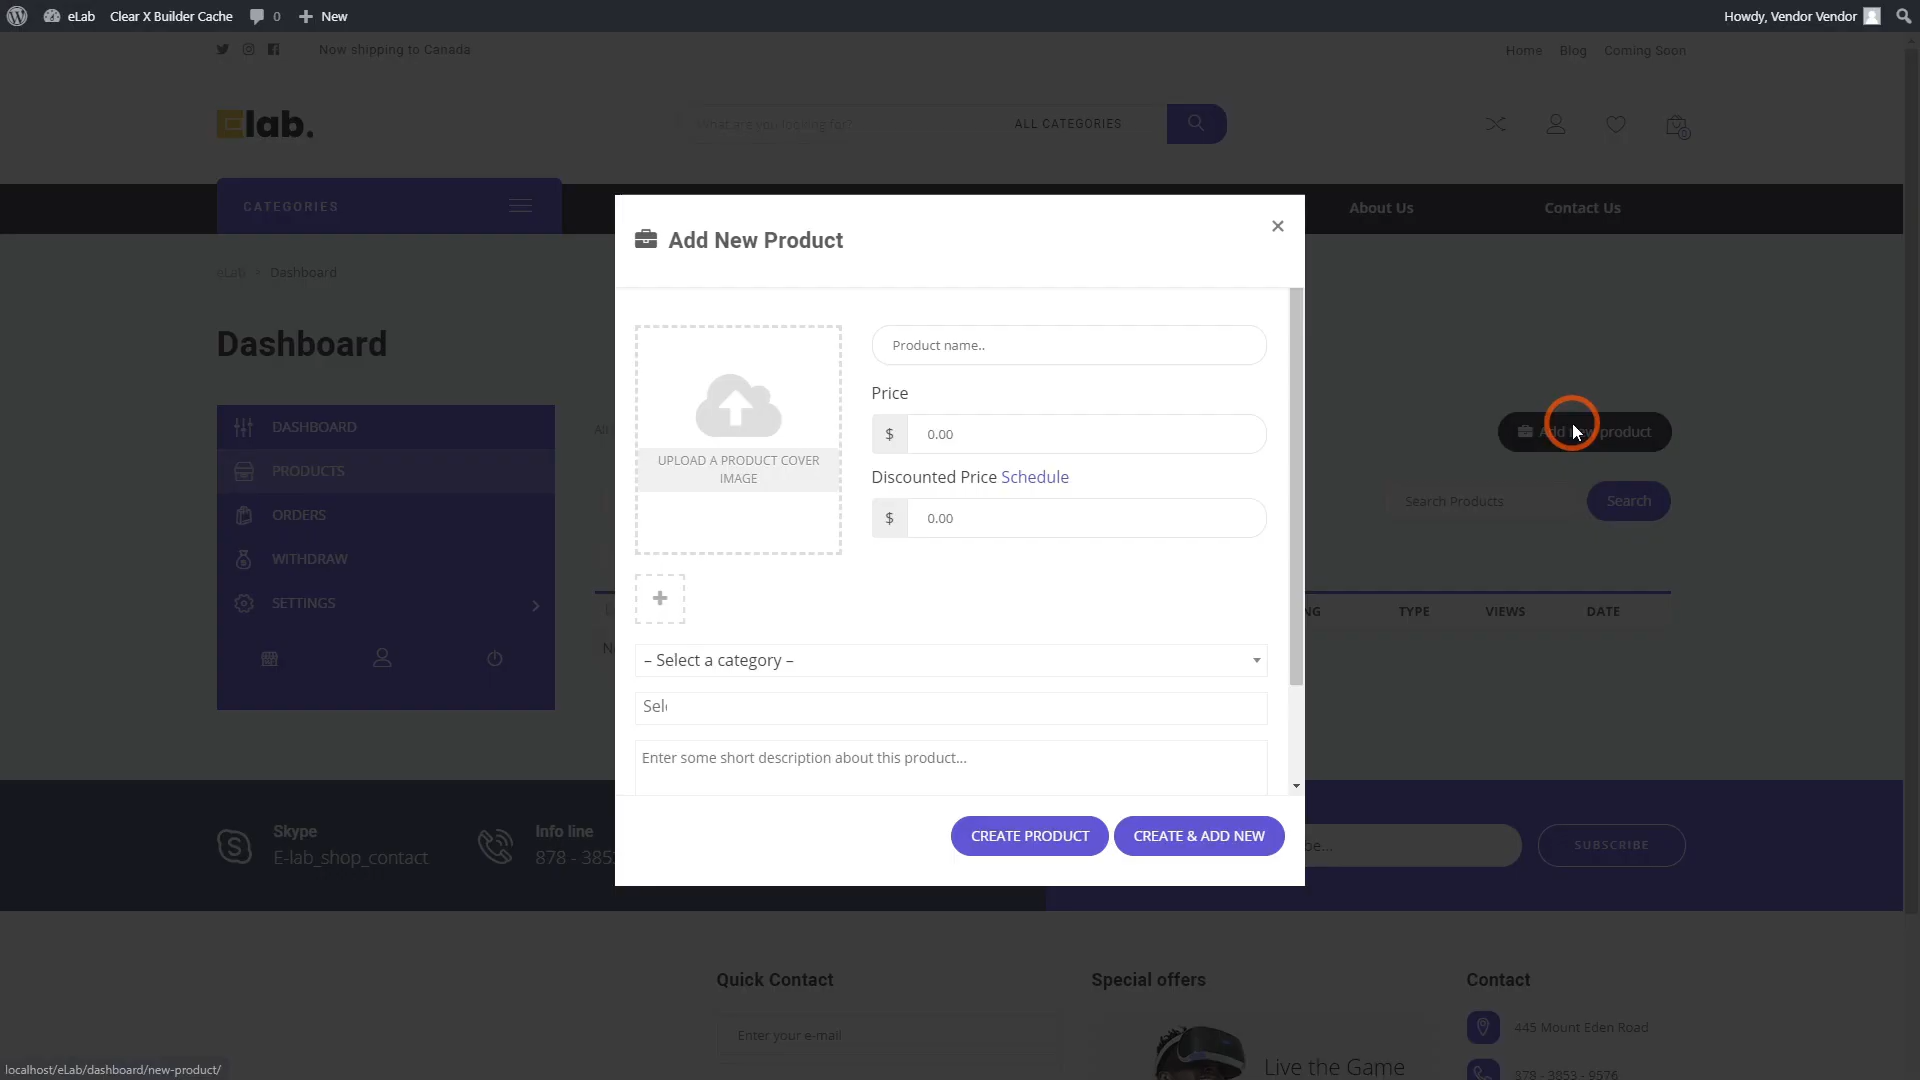 eLab
Clear X Builder Cache
0
New
Howdy, Vendor Vendor
Now shipping to Canada
Home
Blog
Coming Soon
Elab.
What are you looking for?
ALL CATEGORIES
0
CATEGORIES
About Us
Contact Us
Add New Product
×
eLab > Dashboard
Dashboard
DASHBOARD
PRODUCTS
ORDERS
WITHDRAW
SETTINGS
UPLOAD A PRODUCT COVER
IMAGE
Product name..
Price
$
0.00
Discounted Price Schedule
$
0.00
+
– Select a category –
Sele
Enter some short description about this product...
CREATE PRODUCT
CREATE & ADD NEW
Add new product
Search Products
Search
NG
TYPE
VIEWS
DATE
Skype
E-lab_shop_contact
Info line
878 - 385
be...
SUBSCRIBE
Quick Contact
Enter your e-mail
Special offers
Live the Game
Contact
445 Mount Eden Road
878 - 3853 - 9576
localhost/eLab/dashboard/new-product/